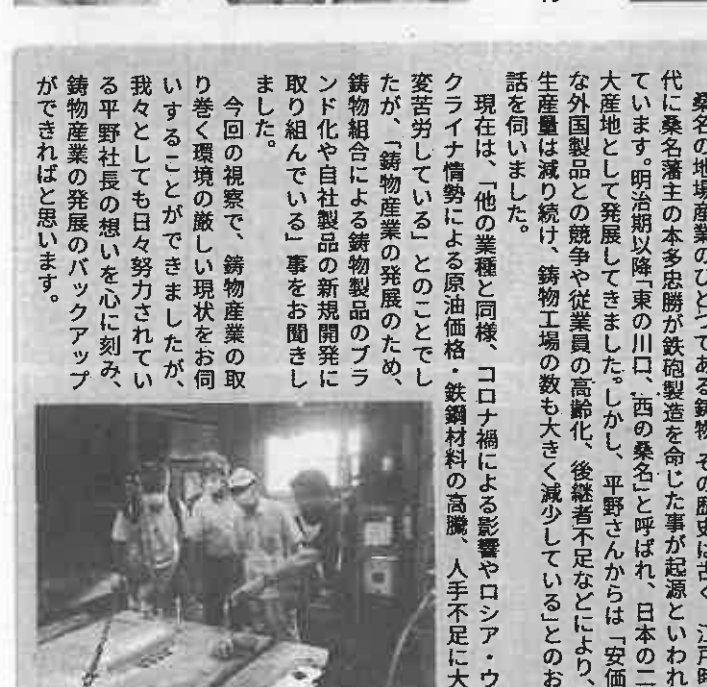 桑名の地場産業のひとつである鋳物。その歴史は古く、江戸時
代に桑名藩主の本多忠勝が鉄砲製造を命じた事が起源といわれ
ています。明治期以降「東の川口、西の桑名」と呼ばれ、日本の二
大産地として発展してきました。しかし、平野さんからは「安価
な外国製品との競争や従業員の高齢化、後継者不足などにより、
生産量は減り続け、鋳物工場の数も大きく減少している」とのお
話を伺いました。
現在は、「他の業種と同様、コロナ禍による影響やロシア・ウ
クライナ情勢による原油価格・鉄鋼材料の高騰、人手不足に大
変苦労している」とのことでし
たが、「鋳物産業の発展のため、
鋳物組合による鋳物製品のブラ
ンド化や自社製品の新規開発に
取り組んでいる」事をお聞きし
ました。
今回の視察で、鋳物産業の取
り巻く環境の厳しい現状をお伺
いすることができましたが、
我々としても日々努力されてい
る平野社長の想いを心に刻み、
鋳物産業の発展のバックアップ
ができればと思います。